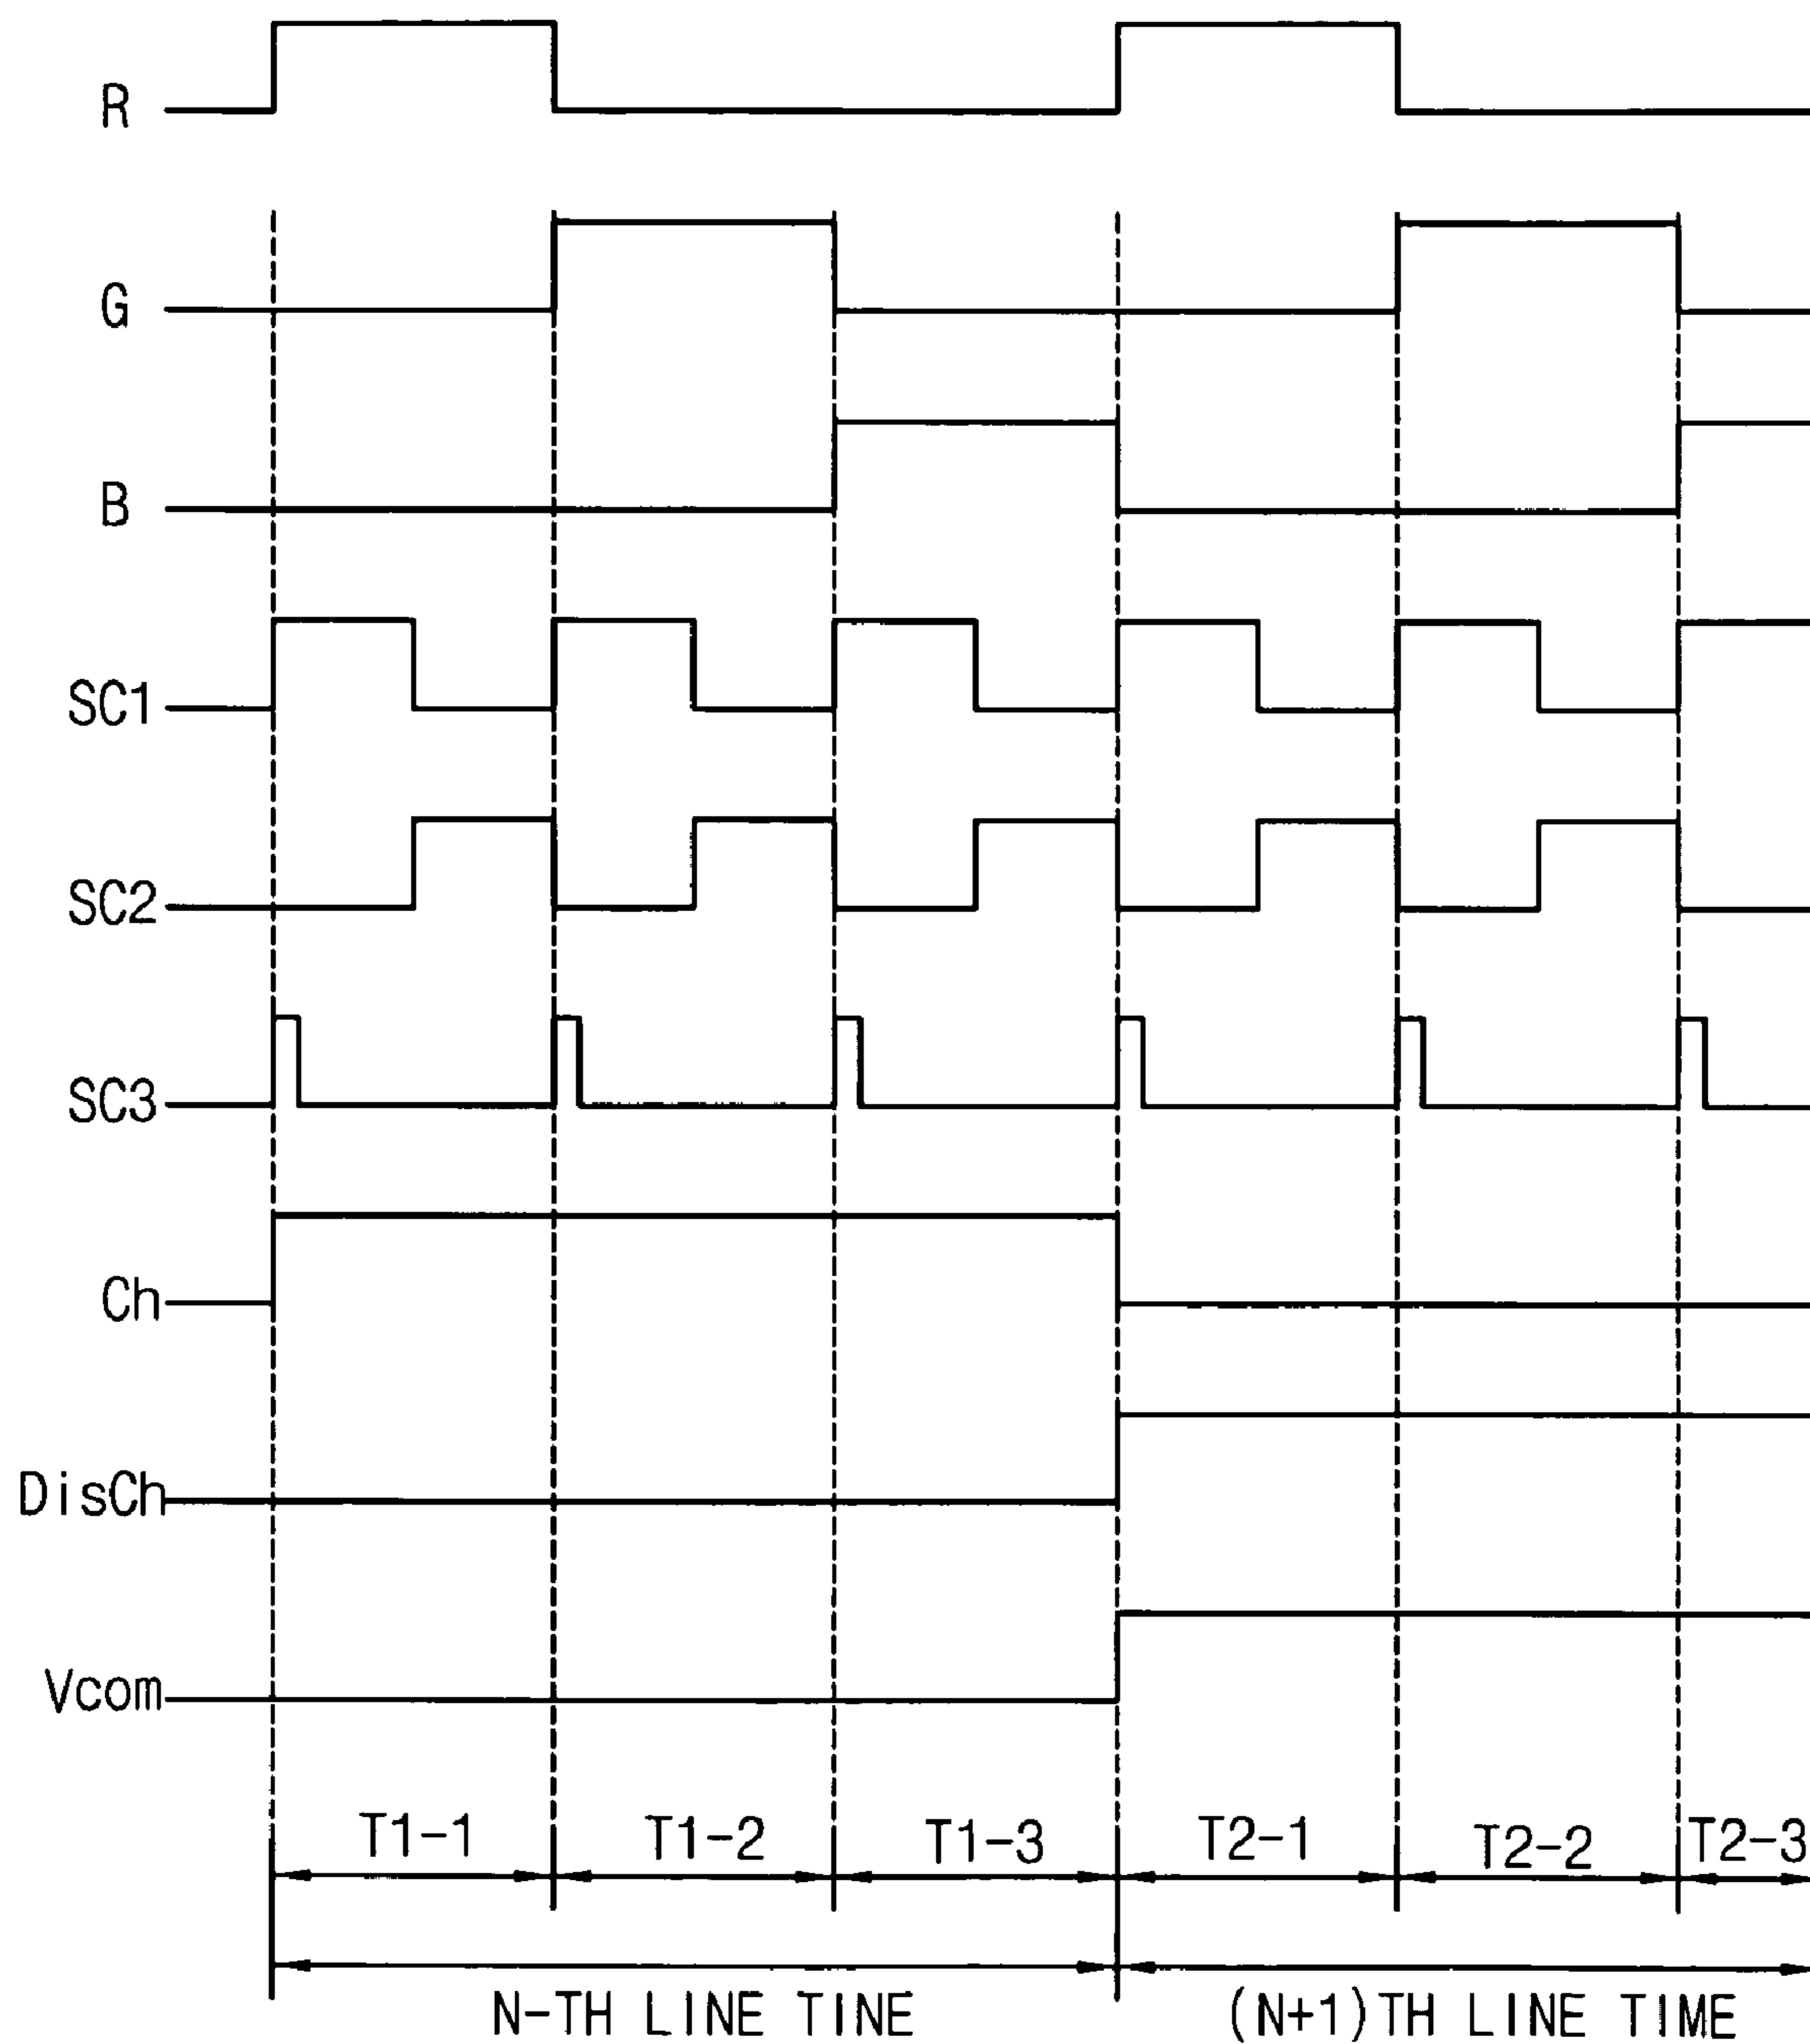 R
G
B
SC1
SC2
SC3
Ch
DisCh
Vcom
T1-1 T1-2 T1-3 T2-1 T2-2 T2-3
N-TH LINE TINE (N+1)TH LINE TIME